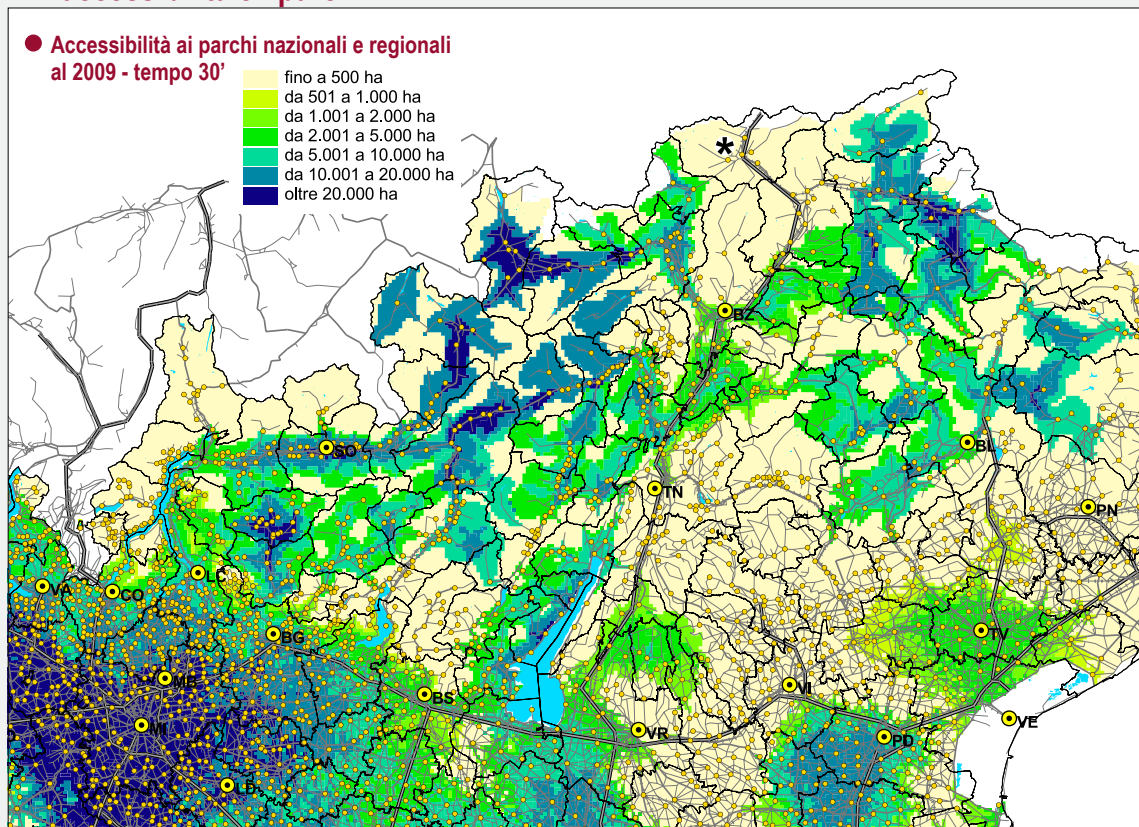 ● Accessibilità ai parchi nazionali e regionali
al 2009 - tempo 30’
fino a 500 ha
da 501 a 1.000 ha
da 1.001 a 2.000 ha
da 2.001 a 5.000 ha
da 5.001 a 10.000 ha
da 10.001 a 20.000 ha
oltre 20.000 ha
*
BZ
SO
BL
TN
PN
LC
VA
CO
BG
TV
MB
VI
BS
VE
MI
VR
PD
LO